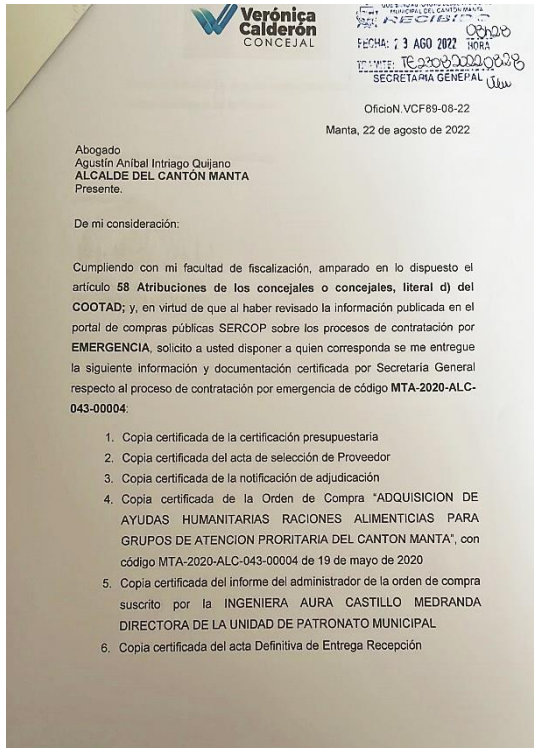 Verónica
Calderón
CONCEJAL
MUNICIPAL DEL CANTÓN MANTA
RECIBIDO
08h28
FECHA: 23 AGO 2022 HORA
TRAMITE: TE230820220828
SECRETARIA GENERAL
OficioN.VCF89-08-22
Manta, 22 de agosto de 2022
Abogado
Agustín Aníbal Intriago Quijano
ALCALDE DEL CANTÓN MANTA
Presente.
De mi consideración:
Cumpliendo con mi facultad de fiscalización, amparado en lo dispuesto el
artículo 58 Atribuciones de los concejales o concejales, literal d) del
COOTAD; y, en virtud de que al haber revisado la información publicada en el
portal de compras públicas SERCOP sobre los procesos de contratación por
EMERGENCIA, solicito a usted disponer a quien corresponda se me entregue
la siguiente información y documentación certificada por Secretaría General
respecto al proceso de contratación por emergencia de código MTA-2020-ALC-
043-00004:
1. Copia certificada de la certificación presupuestaria
2. Copia certificada del acta de selección de Proveedor
3. Copia certificada de la notificación de adjudicación
4. Copia certificada de la Orden de Compra “ADQUISICION DE
AYUDAS HUMANITARIAS RACIONES ALIMENTICIAS PARA
GRUPOS DE ATENCION PRORITARIA DEL CANTON MANTA”, con
código MTA-2020-ALC-043-00004 de 19 de mayo de 2020
5. Copia certificada del informe del administrador de la orden de compra
suscrito por la INGENIERA AURA CASTILLO MEDRANDA
DIRECTORA DE LA UNIDAD DE PATRONATO MUNICIPAL
6. Copia certificada del acta Definitiva de Entrega Recepción